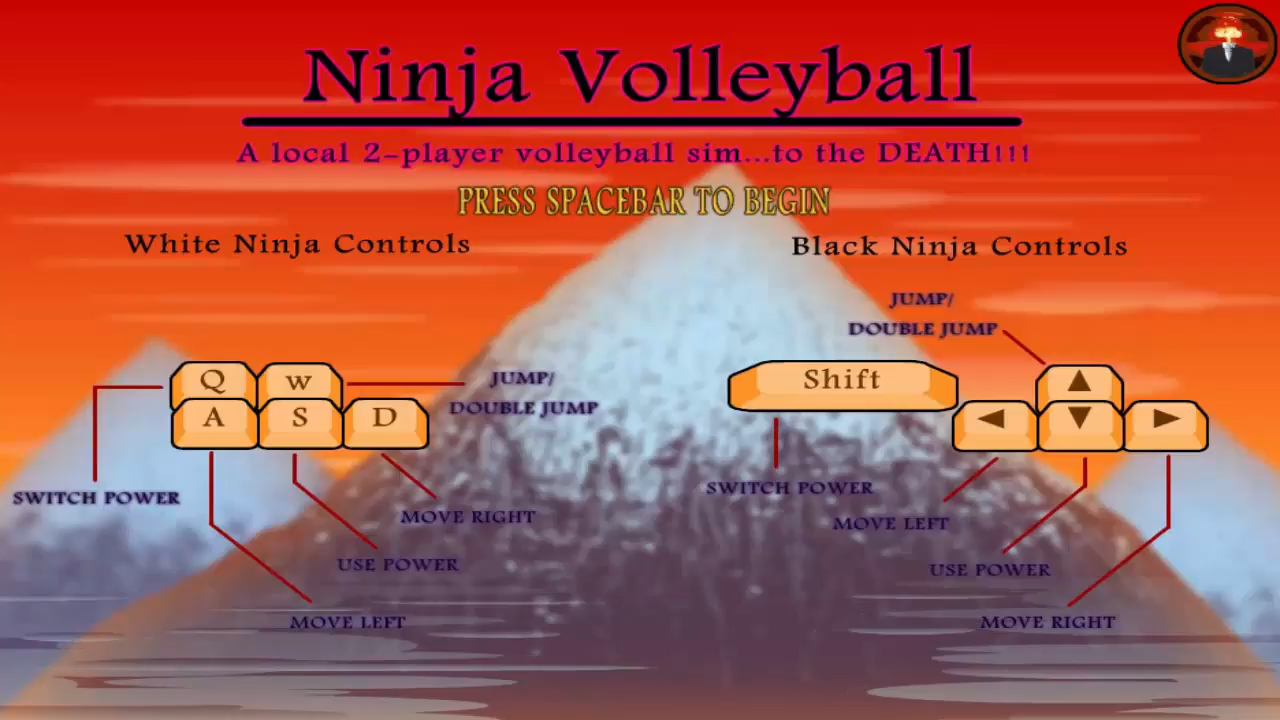 Ninja Volleyball
A local 2-player volleyball sim...to the DEATH!!!
PRESS SPACEBAR TO BEGIN
White Ninja Controls
Q
W
A
S
D
JUMP/
DOUBLE JUMP
SWITCH POWER
MOVE RIGHT
USE POWER
MOVE LEFT
Black Ninja Controls
JUMP/
DOUBLE JUMP
Shift
SWITCH POWER
MOVE LEFT
USE POWER
MOVE RIGHT